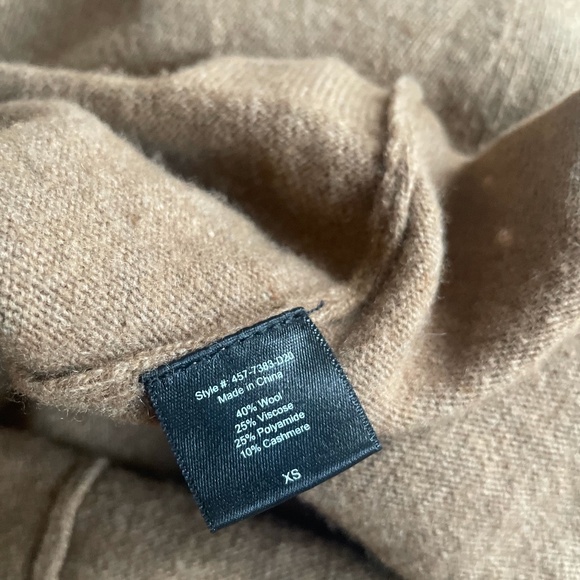 Style #: 457-7383-D20
Made in China
40% Wool
25% Viscose
25% Polyamide
10% Cashmere
XS